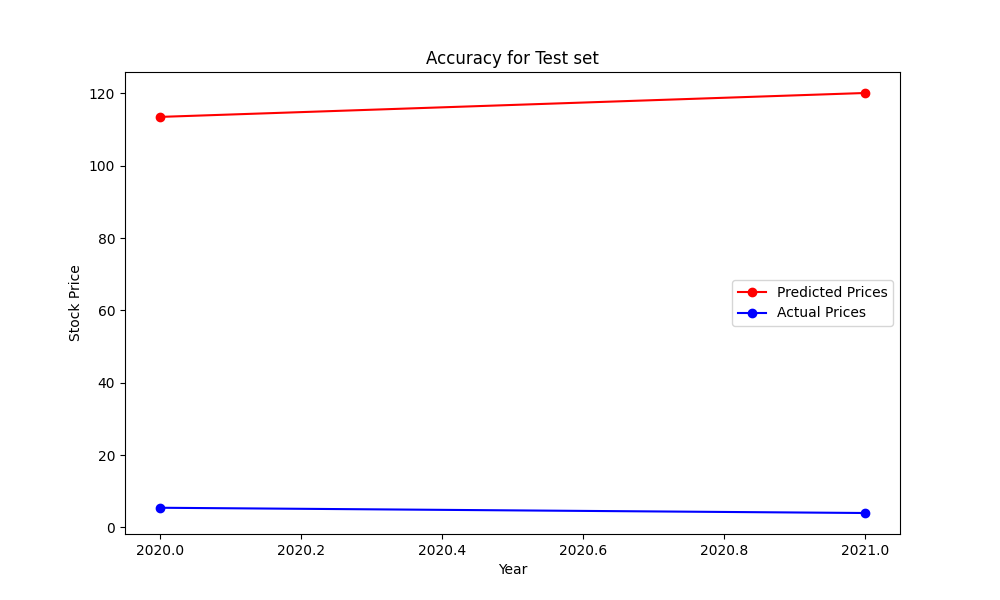 Accuracy for Test set
Stock Price
120
100
80
60
40
20
0
Predicted Prices
Actual Prices
2020.0 2020.2 2020.4 2020.6 2020.8 2021.0
Year